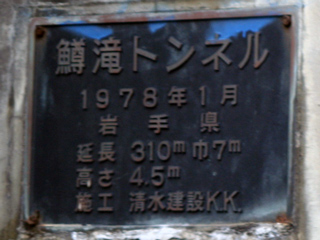 鱒滝トンネル
1978年1月
岩手県
延長 310m 巾7m
高さ 4.5m
施工 清水建設K.K.